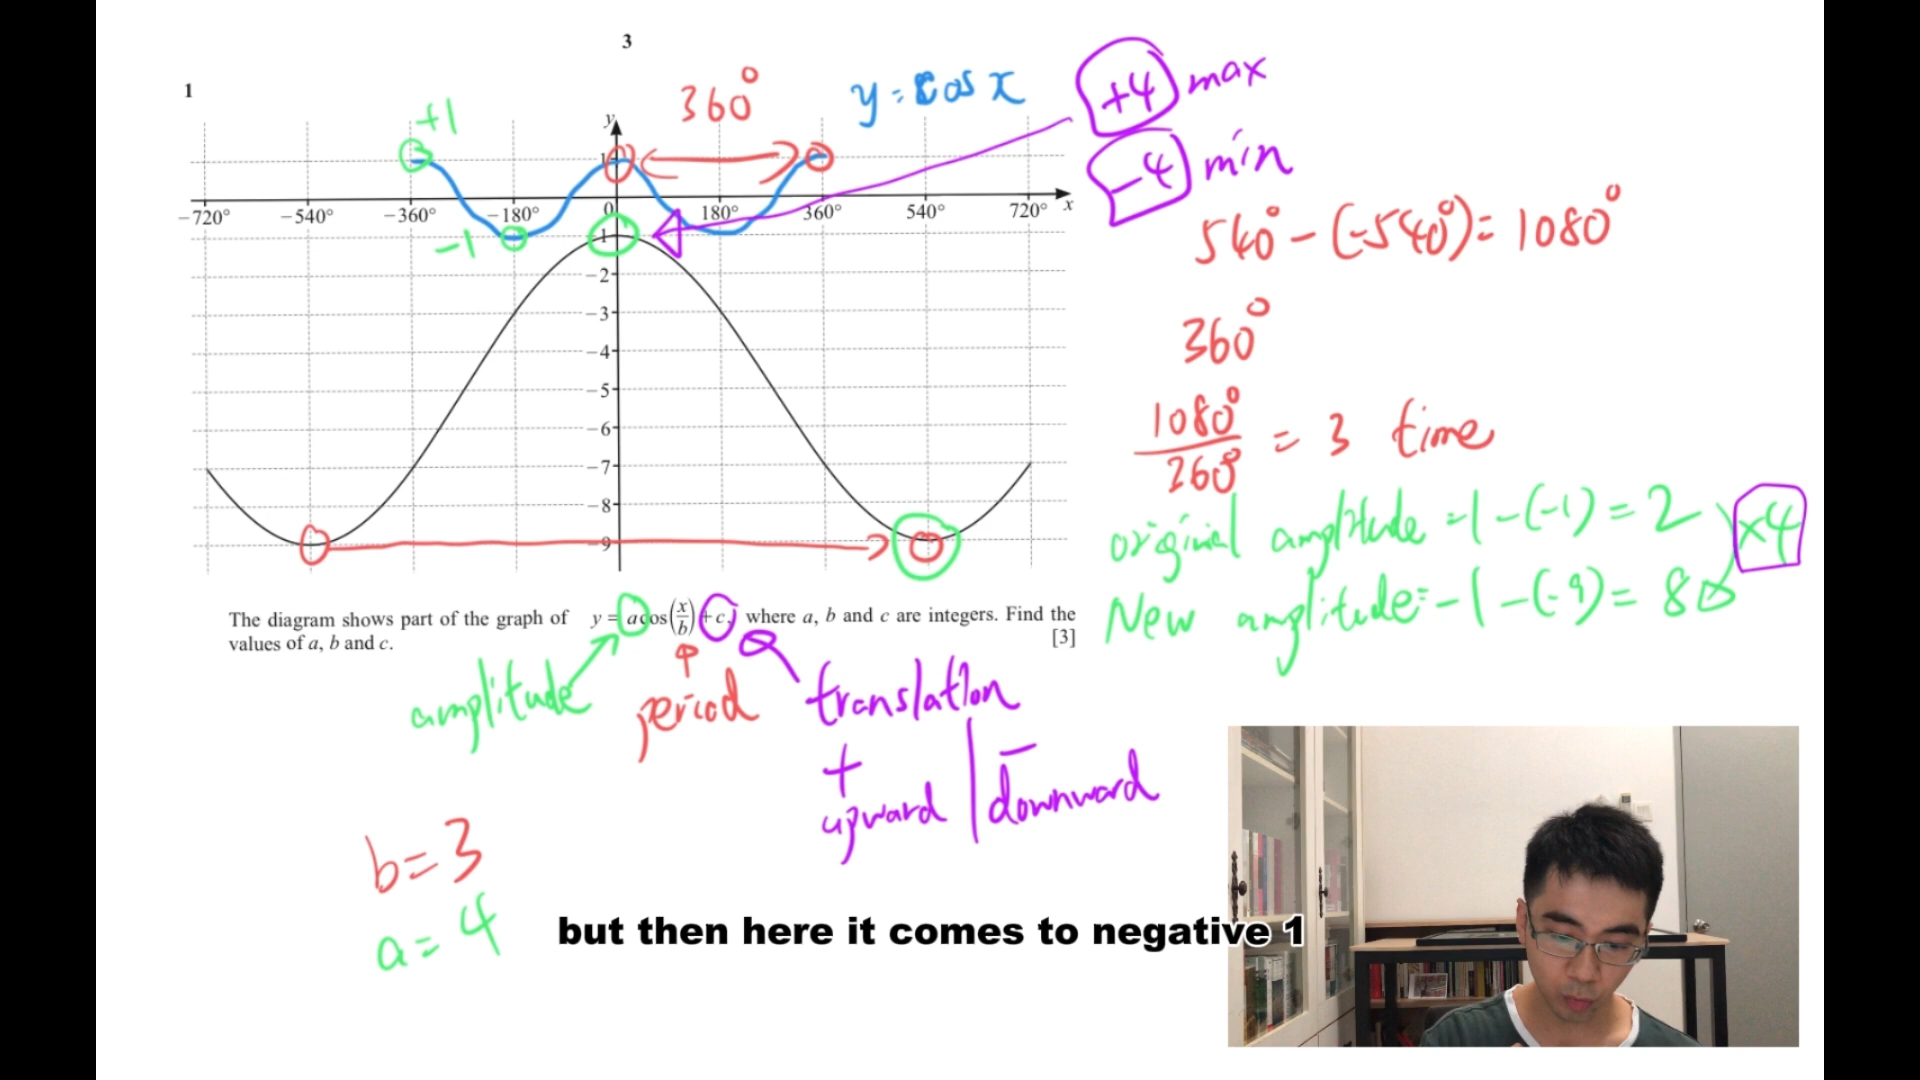 3
1
+1
360°
y = cos x
+4 max
-4 min
y
1
−720° −540° −360° −180° 0 180° 360° 540° 720° x
-1
−1
−2
−3
−4
−5
−6
−7
−8
−9
540° - (-540°) = 1080°
360°
1080°
260°
= 3 time
original amplitude = 1 - (-1) = 2
×4
New amplitude = -1 - (-9) = 8
The diagram shows part of the graph of y = a cos(x/b) + c, where a, b and c are integers. Find the
values of a, b and c. [3]
amplitude
period
translation
+ | -
upward | downward
b = 3
a = 4
but then here it comes to negative 1